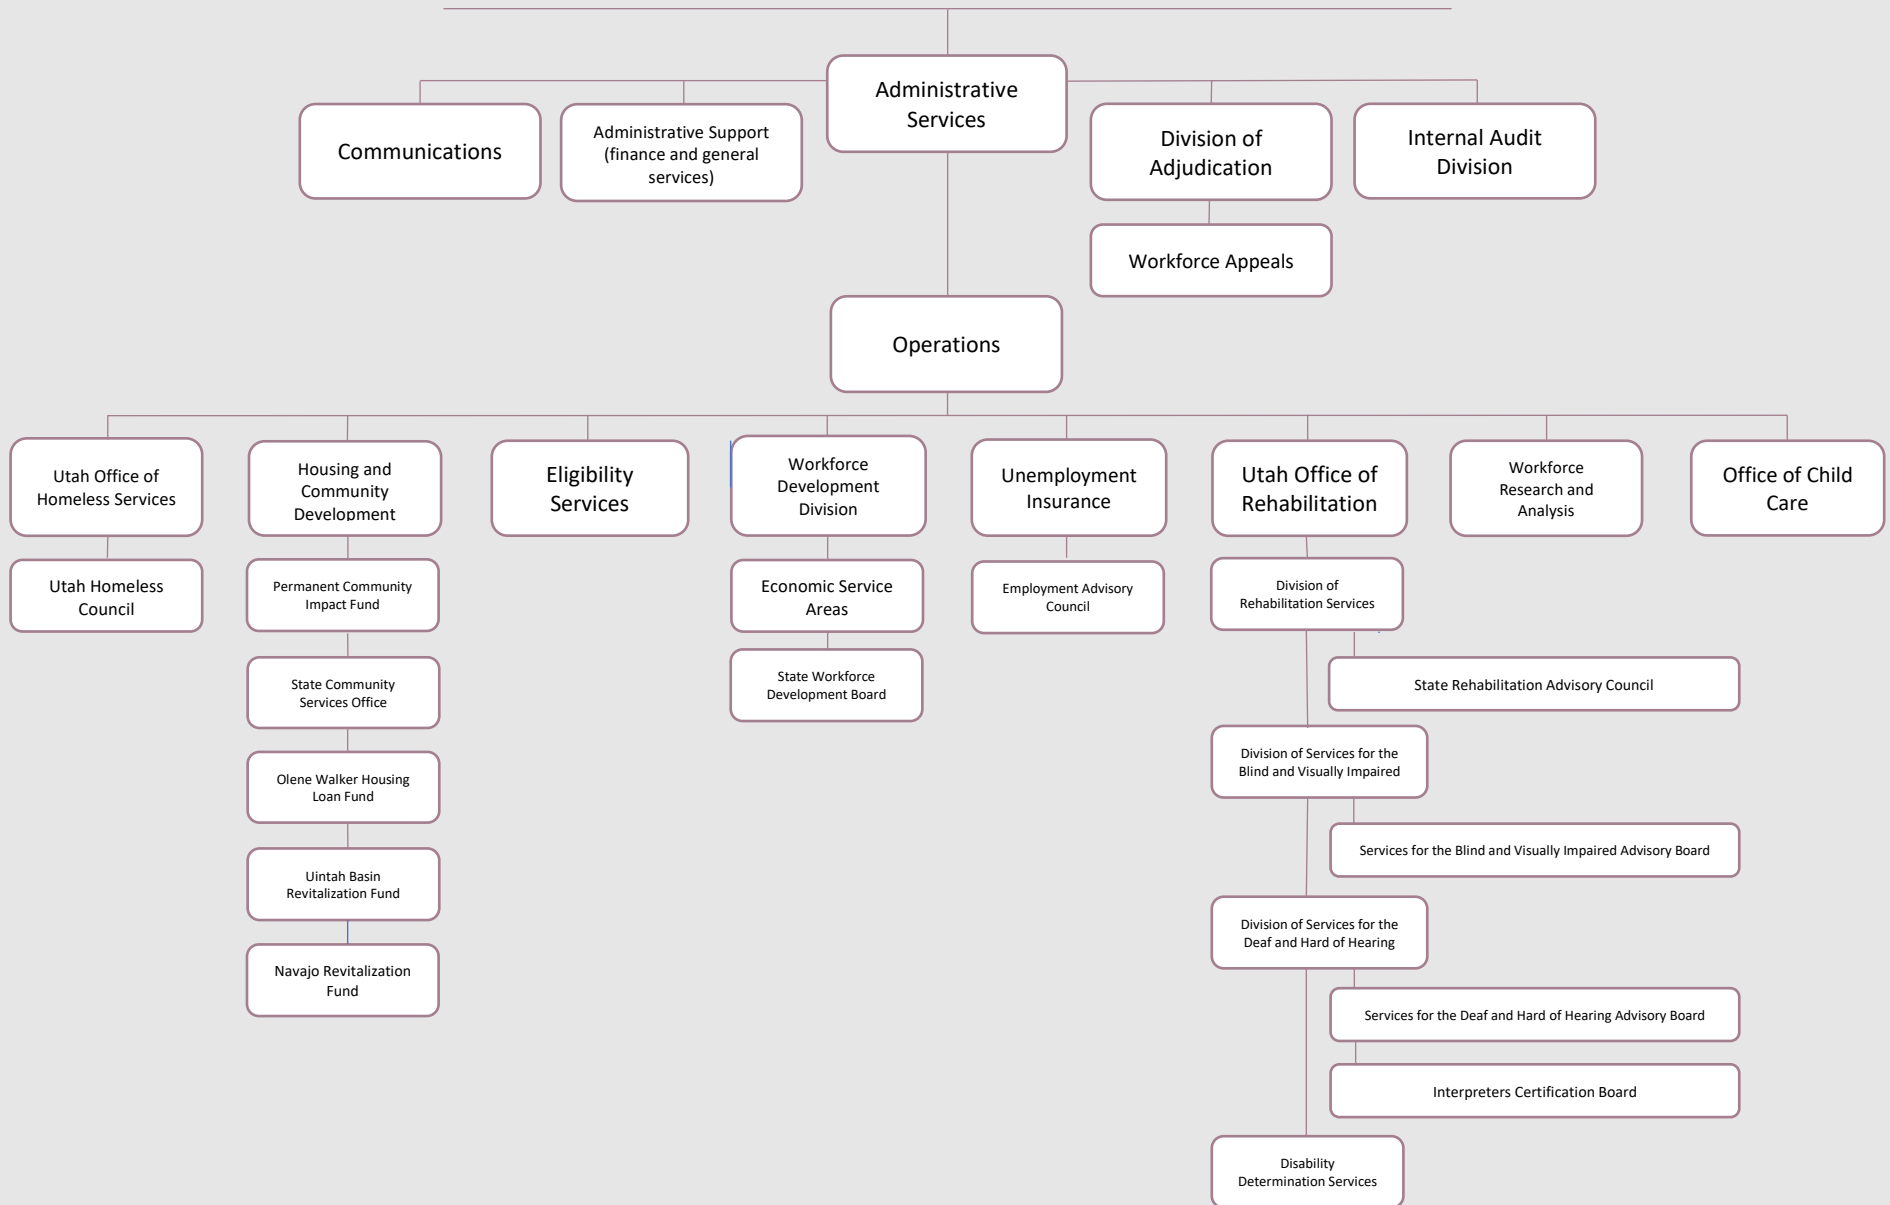 Administrative
Services
Communications
Administrative Support
(finance and general
services)
Division of
Adjudication
Internal Audit
Division
Workforce Appeals
Operations
Utah Office of
Homeless Services
Housing and
Community
Development
Eligibility
Services
Workforce
Development
Division
Unemployment
Insurance
Utah Office of
Rehabilitation
Workforce
Research and
Analysis
Office of Child
Care
Utah Homeless
Council
Permanent Community
Impact Fund
Economic Service
Areas
Employment Advisory
Council
Division of
Rehabilitation Services
State Community
Services Office
State Workforce
Development Board
State Rehabilitation Advisory Council
Olene Walker Housing
Loan Fund
Division of Services for the
Blind and Visually Impaired
Services for the Blind and Visually Impaired Advisory Board
Uintah Basin
Revitalization Fund
Division of Services for the
Deaf and Hard of Hearing
Navajo Revitalization
Fund
Services for the Deaf and Hard of Hearing Advisory Board
Interpreters Certification Board
Disability
Determination Services